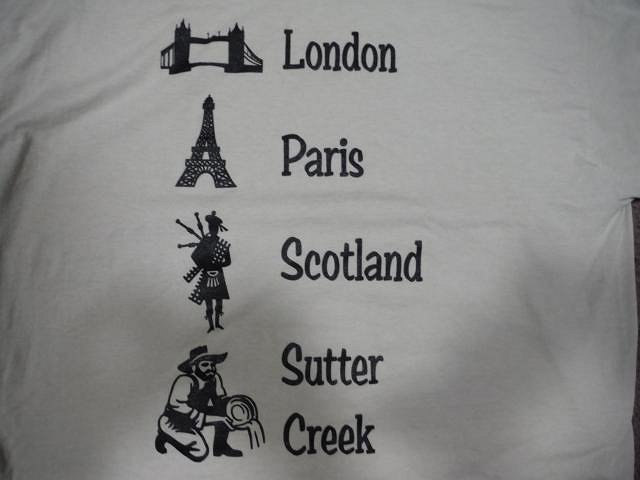 London
Paris
Scotland
Sutter
Creek